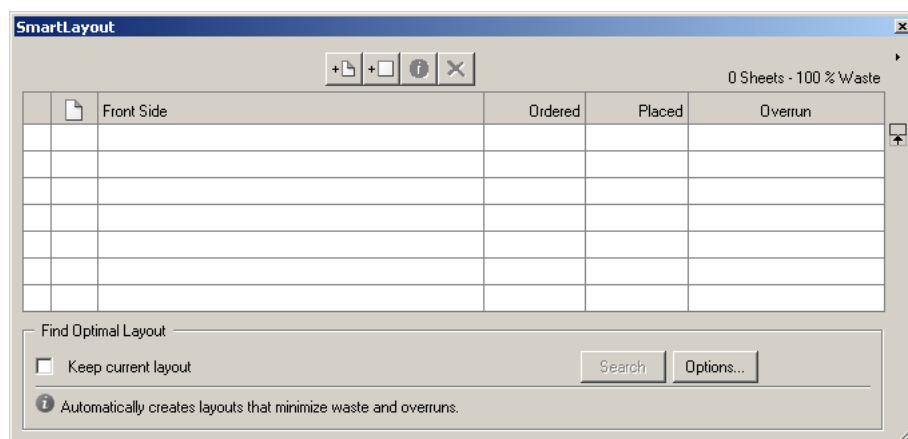 SmartLayout
0 Sheets - 100 % Waste
Front Side Ordered Placed Overrun
Find Optimal Layout
Keep current layout Search Options...
Automatically creates layouts that minimize waste and overruns.